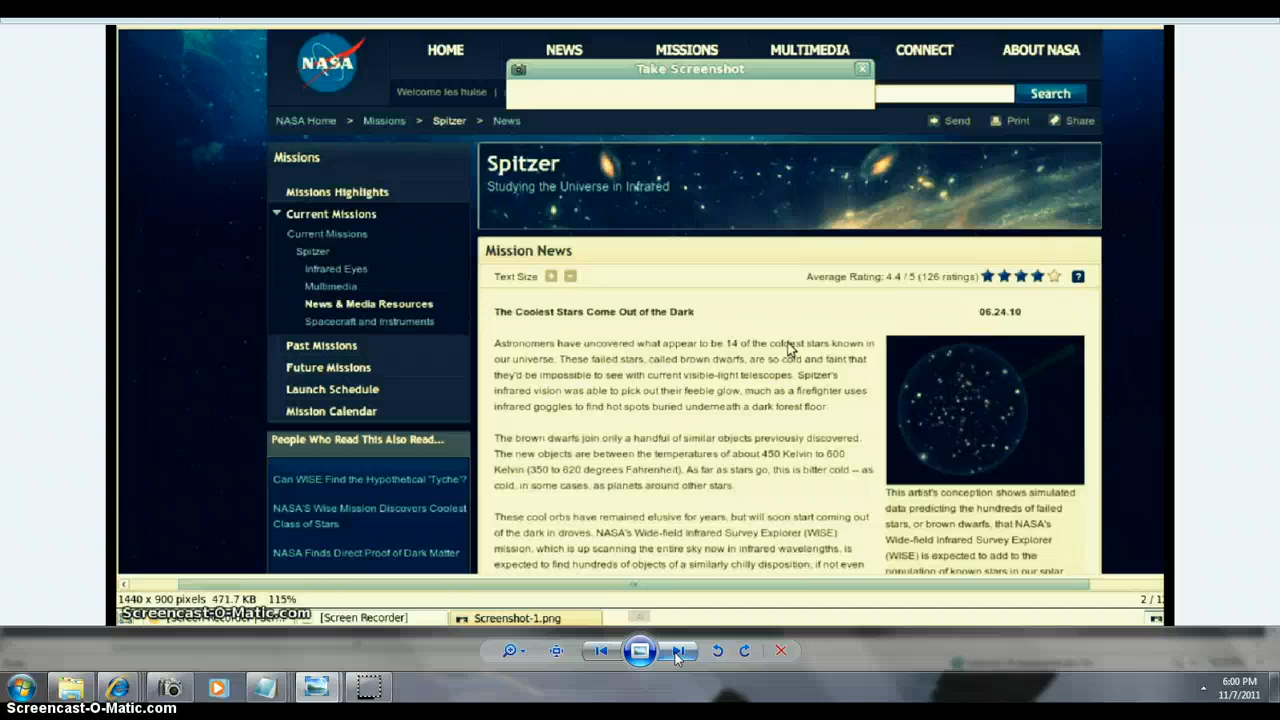 HOME NEWS MISSIONS MULTIMEDIA CONNECT ABOUT NASA
NASA
Take Screenshot
Welcome les hulse |
Search
NASA Home > Missions > Spitzer > News
Send Print Share
Missions
Missions Highlights
Current Missions
Current Missions
Spitzer
Infrared Eyes
Multimedia
News & Media Resources
Spacecraft and Instruments
Past Missions
Future Missions
Launch Schedule
Mission Calendar
People Who Read This Also Read...
Can WISE Find the Hypothetical 'Tyche'?
NASA'S Wise Mission Discovers Coolest
Class of Stars
NASA Finds Direct Proof of Dark Matter
Spitzer
Studying the Universe in Infrared
Mission News
Text Size + -
Average Rating: 4.4 / 5 (126 ratings) ?
The Coolest Stars Come Out of the Dark
06.24.10
Astronomers have uncovered what appear to be 14 of the coldest stars known in
our universe. These failed stars, called brown dwarfs, are so cold and faint that
they'd be impossible to see with current visible-light telescopes. Spitzer's
infrared vision was able to pick out their feeble glow, much as a firefighter uses
infrared goggles to find hot spots buried underneath a dark forest floor.
The brown dwarfs join only a handful of similar objects previously discovered.
The new objects are between the temperatures of about 450 Kelvin to 600
Kelvin (350 to 620 degrees Fahrenheit). As far as stars go, this is bitter cold -- as
cold, in some cases, as planets around other stars.
These cool orbs have remained elusive for years, but will soon start coming out
of the dark in droves. NASA's Wide-field Infrared Survey Explorer (WISE)
mission, which is up scanning the entire sky now in infrared wavelengths, is
expected to find hundreds of objects of a similarly chilly disposition, if not even
This artist's conception shows simulated
data predicting the hundreds of failed
stars, or brown dwarfs, that NASA's
Wide-field Infrared Survey Explorer
(WISE) is expected to add to the
population of known stars in our solar
1440 x 900 pixels 471.7 KB 115%
2 / 1
Screencast-O-Matic.com
[Screen Recorder]
Screenshot-1.png
6:00 PM
11/7/2011
Screencast-O-Matic.com